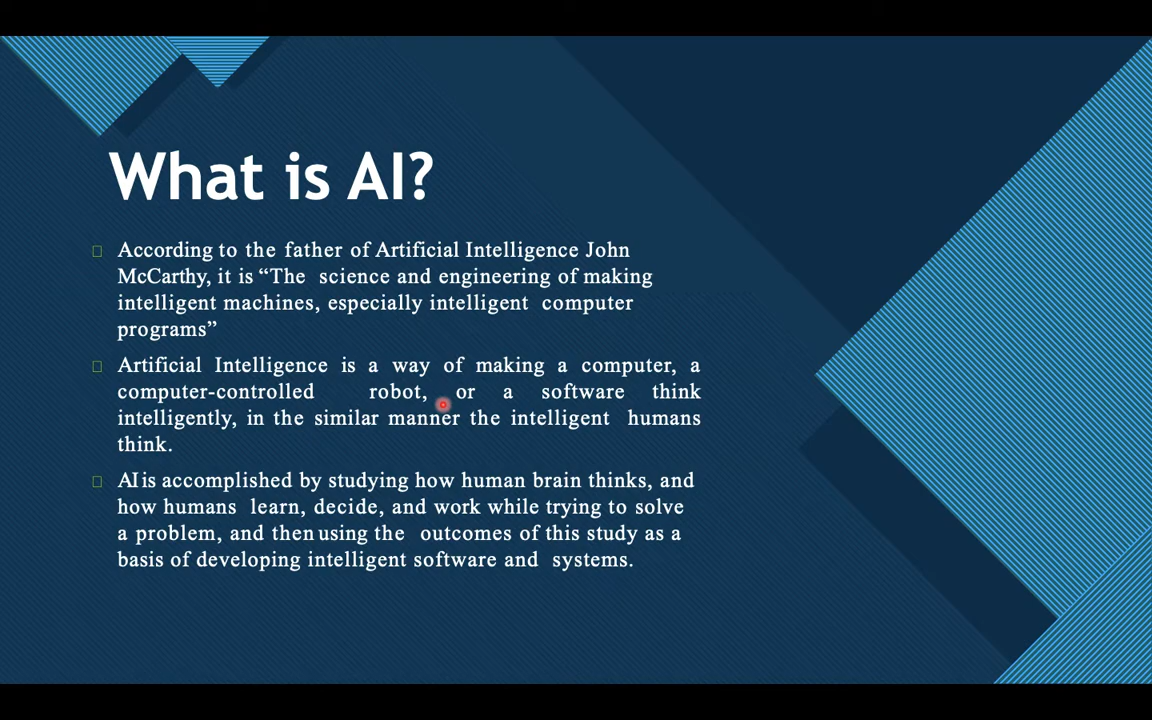 What is AI?
According to the father of Artificial Intelligence John
McCarthy, it is “The science and engineering of making
intelligent machines, especially intelligent computer
programs”
Artificial Intelligence is a way of making a computer, a
computer-controlled robot, or a software think
intelligently, in the similar manner the intelligent humans
think.
AI is accomplished by studying how human brain thinks, and
how humans learn, decide, and work while trying to solve
a problem, and then using the outcomes of this study as a
basis of developing intelligent software and systems.